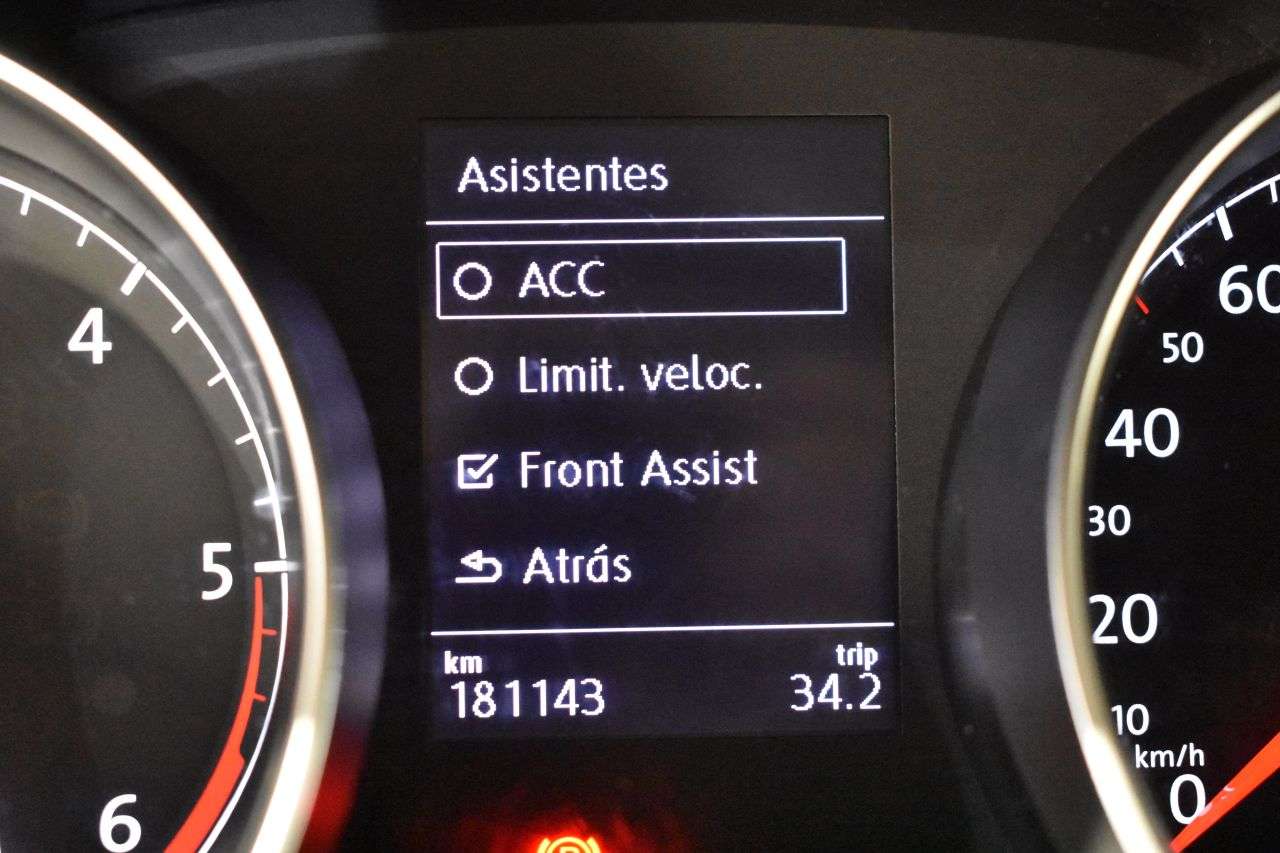 Asistentes
ACC
Limit. veloc.
Front Assist
Atrás
km
trip
181143
34.2
4
5
6
60
50
40
30
20
10
km/h
0